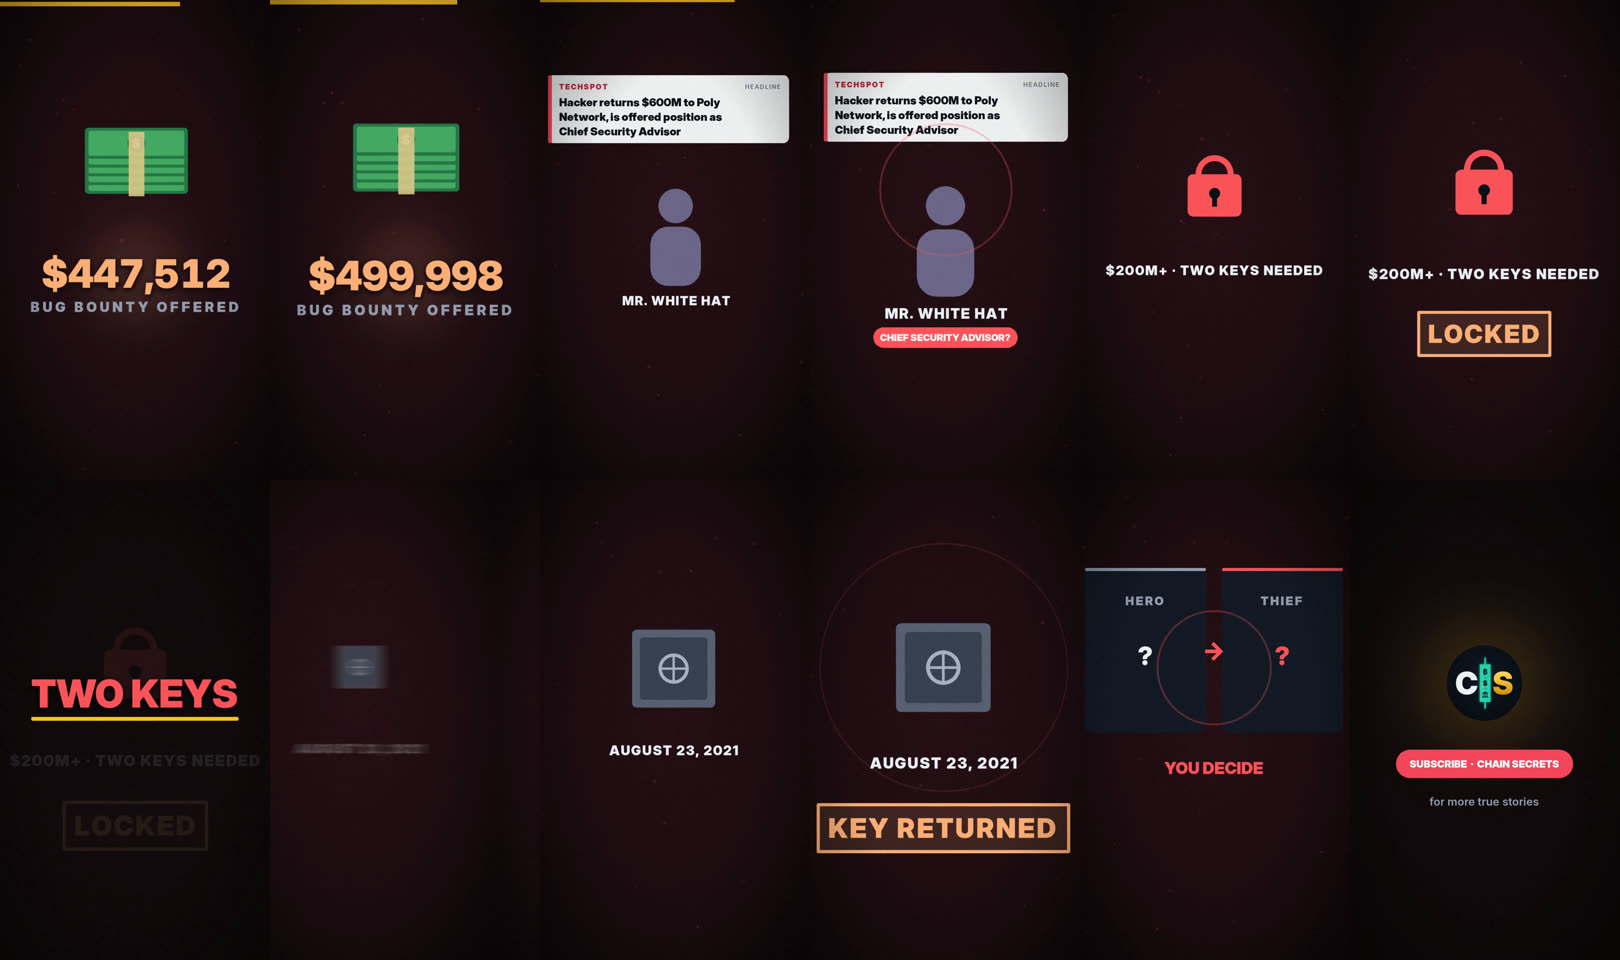 $447,512
BUG BOUNTY OFFERED
$499,998
BUG BOUNTY OFFERED
TECHSPOT
HEADLINE
Hacker returns $600M to Poly
Network, is offered position as
Chief Security Advisor
MR. WHITE HAT
TECHSPOT
HEADLINE
Hacker returns $600M to Poly
Network, is offered position as
Chief Security Advisor
MR. WHITE HAT
CHIEF SECURITY ADVISOR?
$200M+ · TWO KEYS NEEDED
$200M+ · TWO KEYS NEEDED
LOCKED
TWO KEYS
$200M+ · TWO KEYS NEEDED
LOCKED
AUGUST 23, 2021
AUGUST 23, 2021
KEY RETURNED
HERO
THIEF
?
?
YOU DECIDE
CS
SUBSCRIBE · CHAIN SECRETS
for more true stories